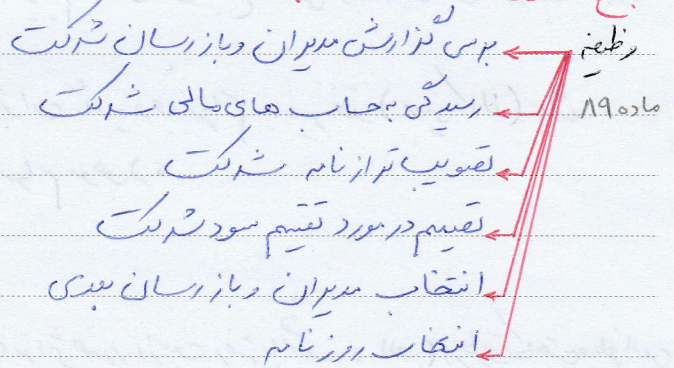 وظیفه
ماده ۸۹
بررسی گزارش مدیران و بازرسان شرکت
رسیدگی به حساب های مالی شرکت
تصویب ترازنامه شرکت
تصمیم در مورد تقسیم سود شرکت
انتخاب مدیران و بازرسان بعدی
انتخاب روزنامه